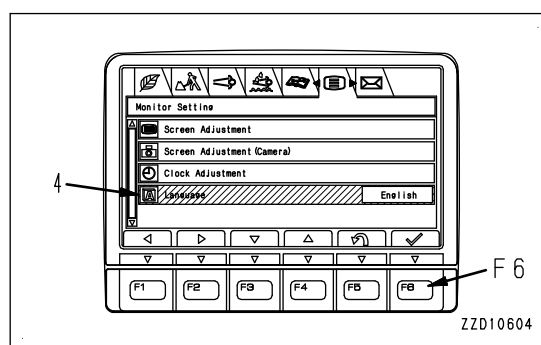 Monitor Setting
Screen Adjustment
Screen Adjustment(Camera)
Clock Adjustment
4
A Language English
F1 F2 F3 F4 F5 F6
F6
ZZD10604